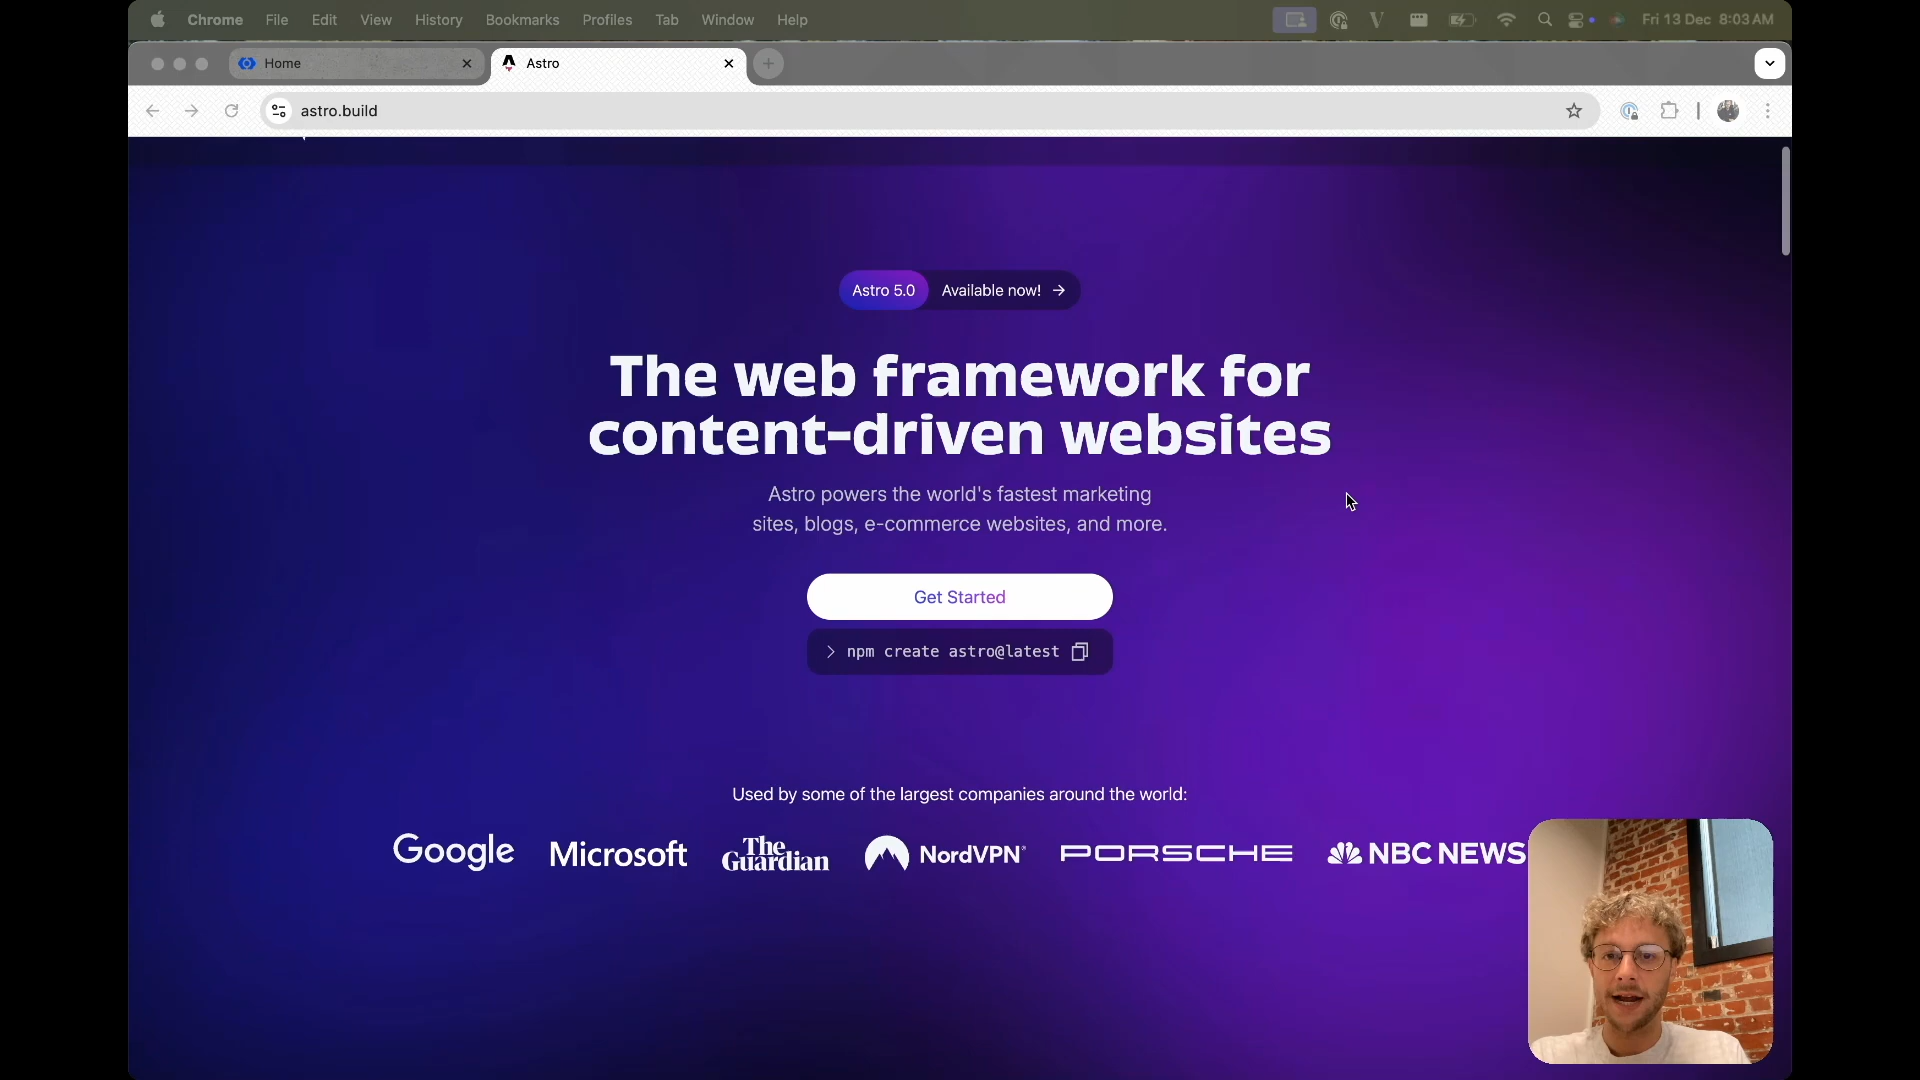 Chrome File Edit View History Bookmarks Profiles Tab Window Help Fri 13 Dec 8:03 AM
Home Astro
astro.build
Astro 5.0 Available now! →
The web framework for
content-driven websites
Astro powers the world's fastest marketing
sites, blogs, e-commerce websites, and more.
Get Started
> npm create astro@latest
Used by some of the largest companies around the world:
Google Microsoft The Guardian NordVPN® PORSCHE NBC NEWS